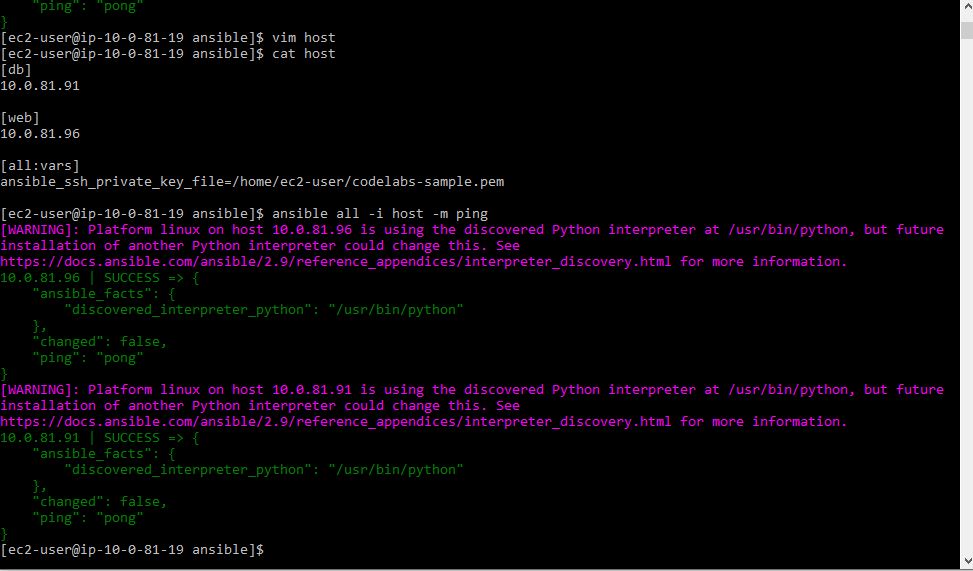 "ping": "pong"
}
[ec2-user@ip-10-0-81-19 ansible]$ vim host
[ec2-user@ip-10-0-81-19 ansible]$ cat host
[db]
10.0.81.91

[web]
10.0.81.96

[all:vars]
ansible_ssh_private_key_file=/home/ec2-user/codelabs-sample.pem

[ec2-user@ip-10-0-81-19 ansible]$ ansible all -i host -m ping
[WARNING]: Platform linux on host 10.0.81.96 is using the discovered Python interpreter at /usr/bin/python, but future
installation of another Python interpreter could change this. See
https://docs.ansible.com/ansible/2.9/reference_appendices/interpreter_discovery.html for more information.
10.0.81.96 | SUCCESS => {
    "ansible_facts": {
        "discovered_interpreter_python": "/usr/bin/python"
    },
    "changed": false,
    "ping": "pong"
}
[WARNING]: Platform linux on host 10.0.81.91 is using the discovered Python interpreter at /usr/bin/python, but future
installation of another Python interpreter could change this. See
https://docs.ansible.com/ansible/2.9/reference_appendices/interpreter_discovery.html for more information.
10.0.81.91 | SUCCESS => {
    "ansible_facts": {
        "discovered_interpreter_python": "/usr/bin/python"
    },
    "changed": false,
    "ping": "pong"
}
[ec2-user@ip-10-0-81-19 ansible]$